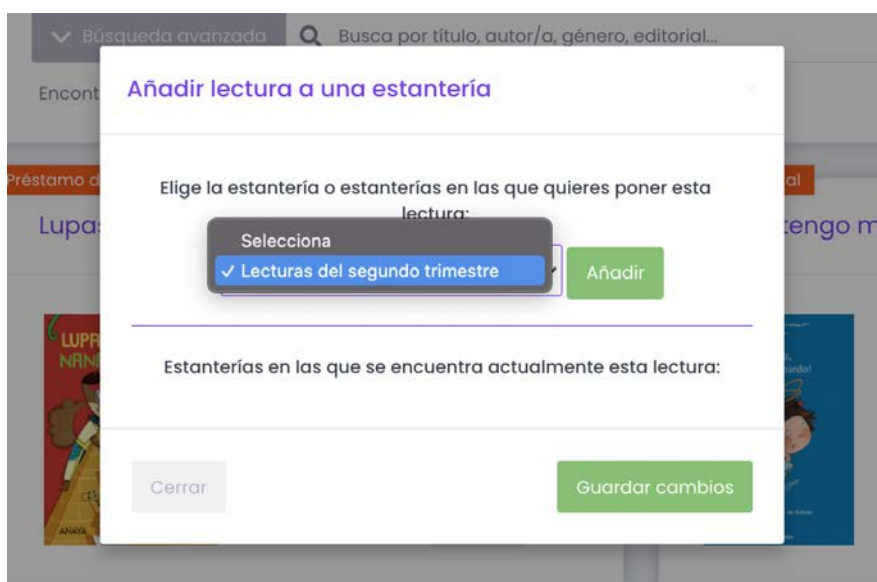 Búsqueda avanzada
Busca por título, autor/a, género, editorial...
Encont
Añadir lectura a una estantería
×
Préstamo d
al
Elige la estantería o estanterías en las que quieres poner esta
lectura:
Lupa
tengo m
Selecciona
✓ Lecturas del segundo trimestre
Añadir
LUPA
NANI
Estanterías en las que se encuentra actualmente esta lectura:
Cerrar
Guardar cambios
ANAYA